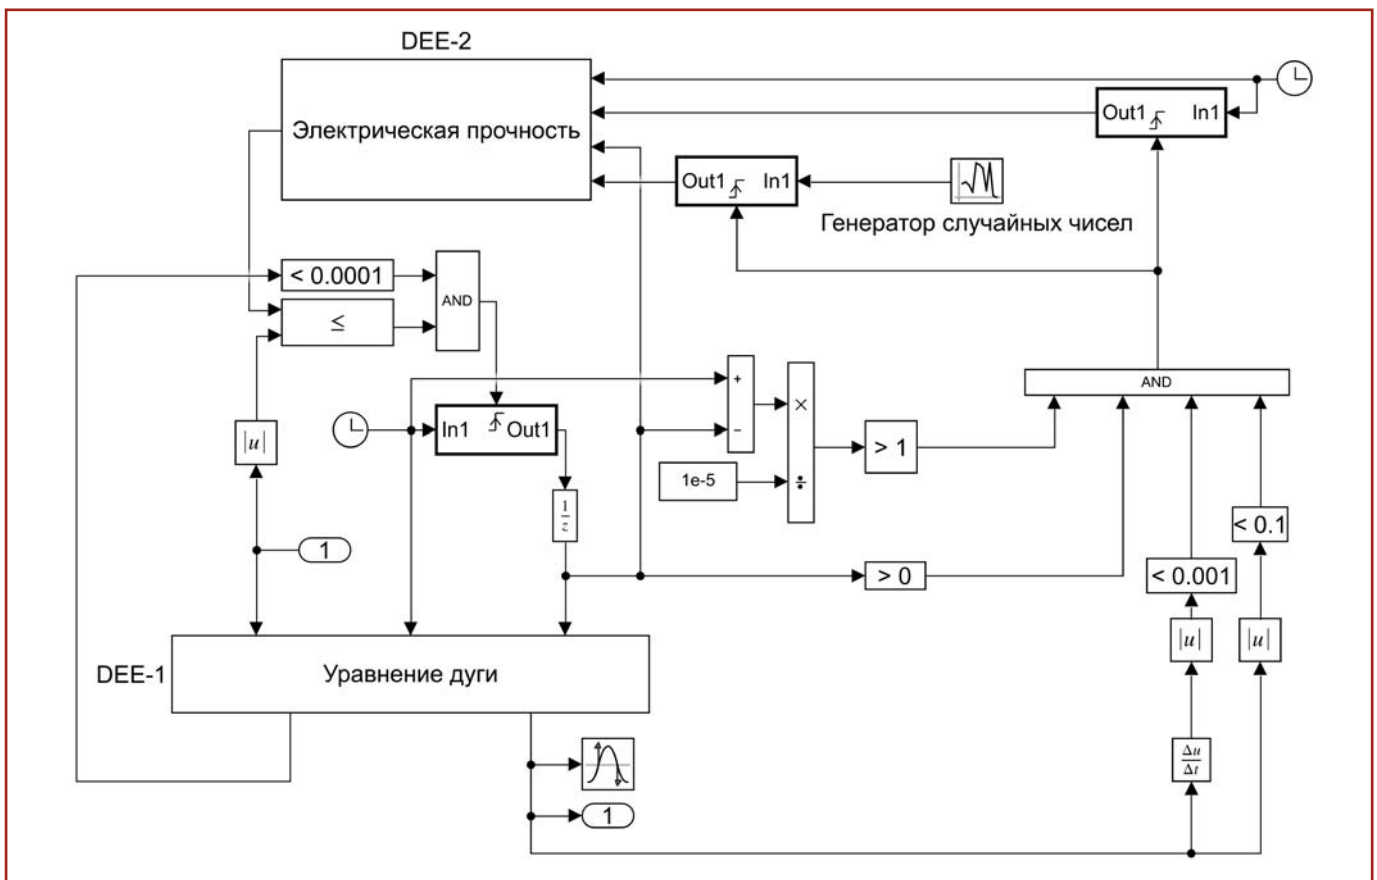 DEE-2
Электрическая прочность
Out1 In1
Out1 In1
Генератор случайных чисел
< 0.0001
AND
≤
+
−
×
÷
AND
|u|
In1 Out1
> 1
1e-5
1
z
< 0.1
1
> 0
< 0.001
|u|
|u|
DEE-1
Уравнение дуги
Δu
Δt
1